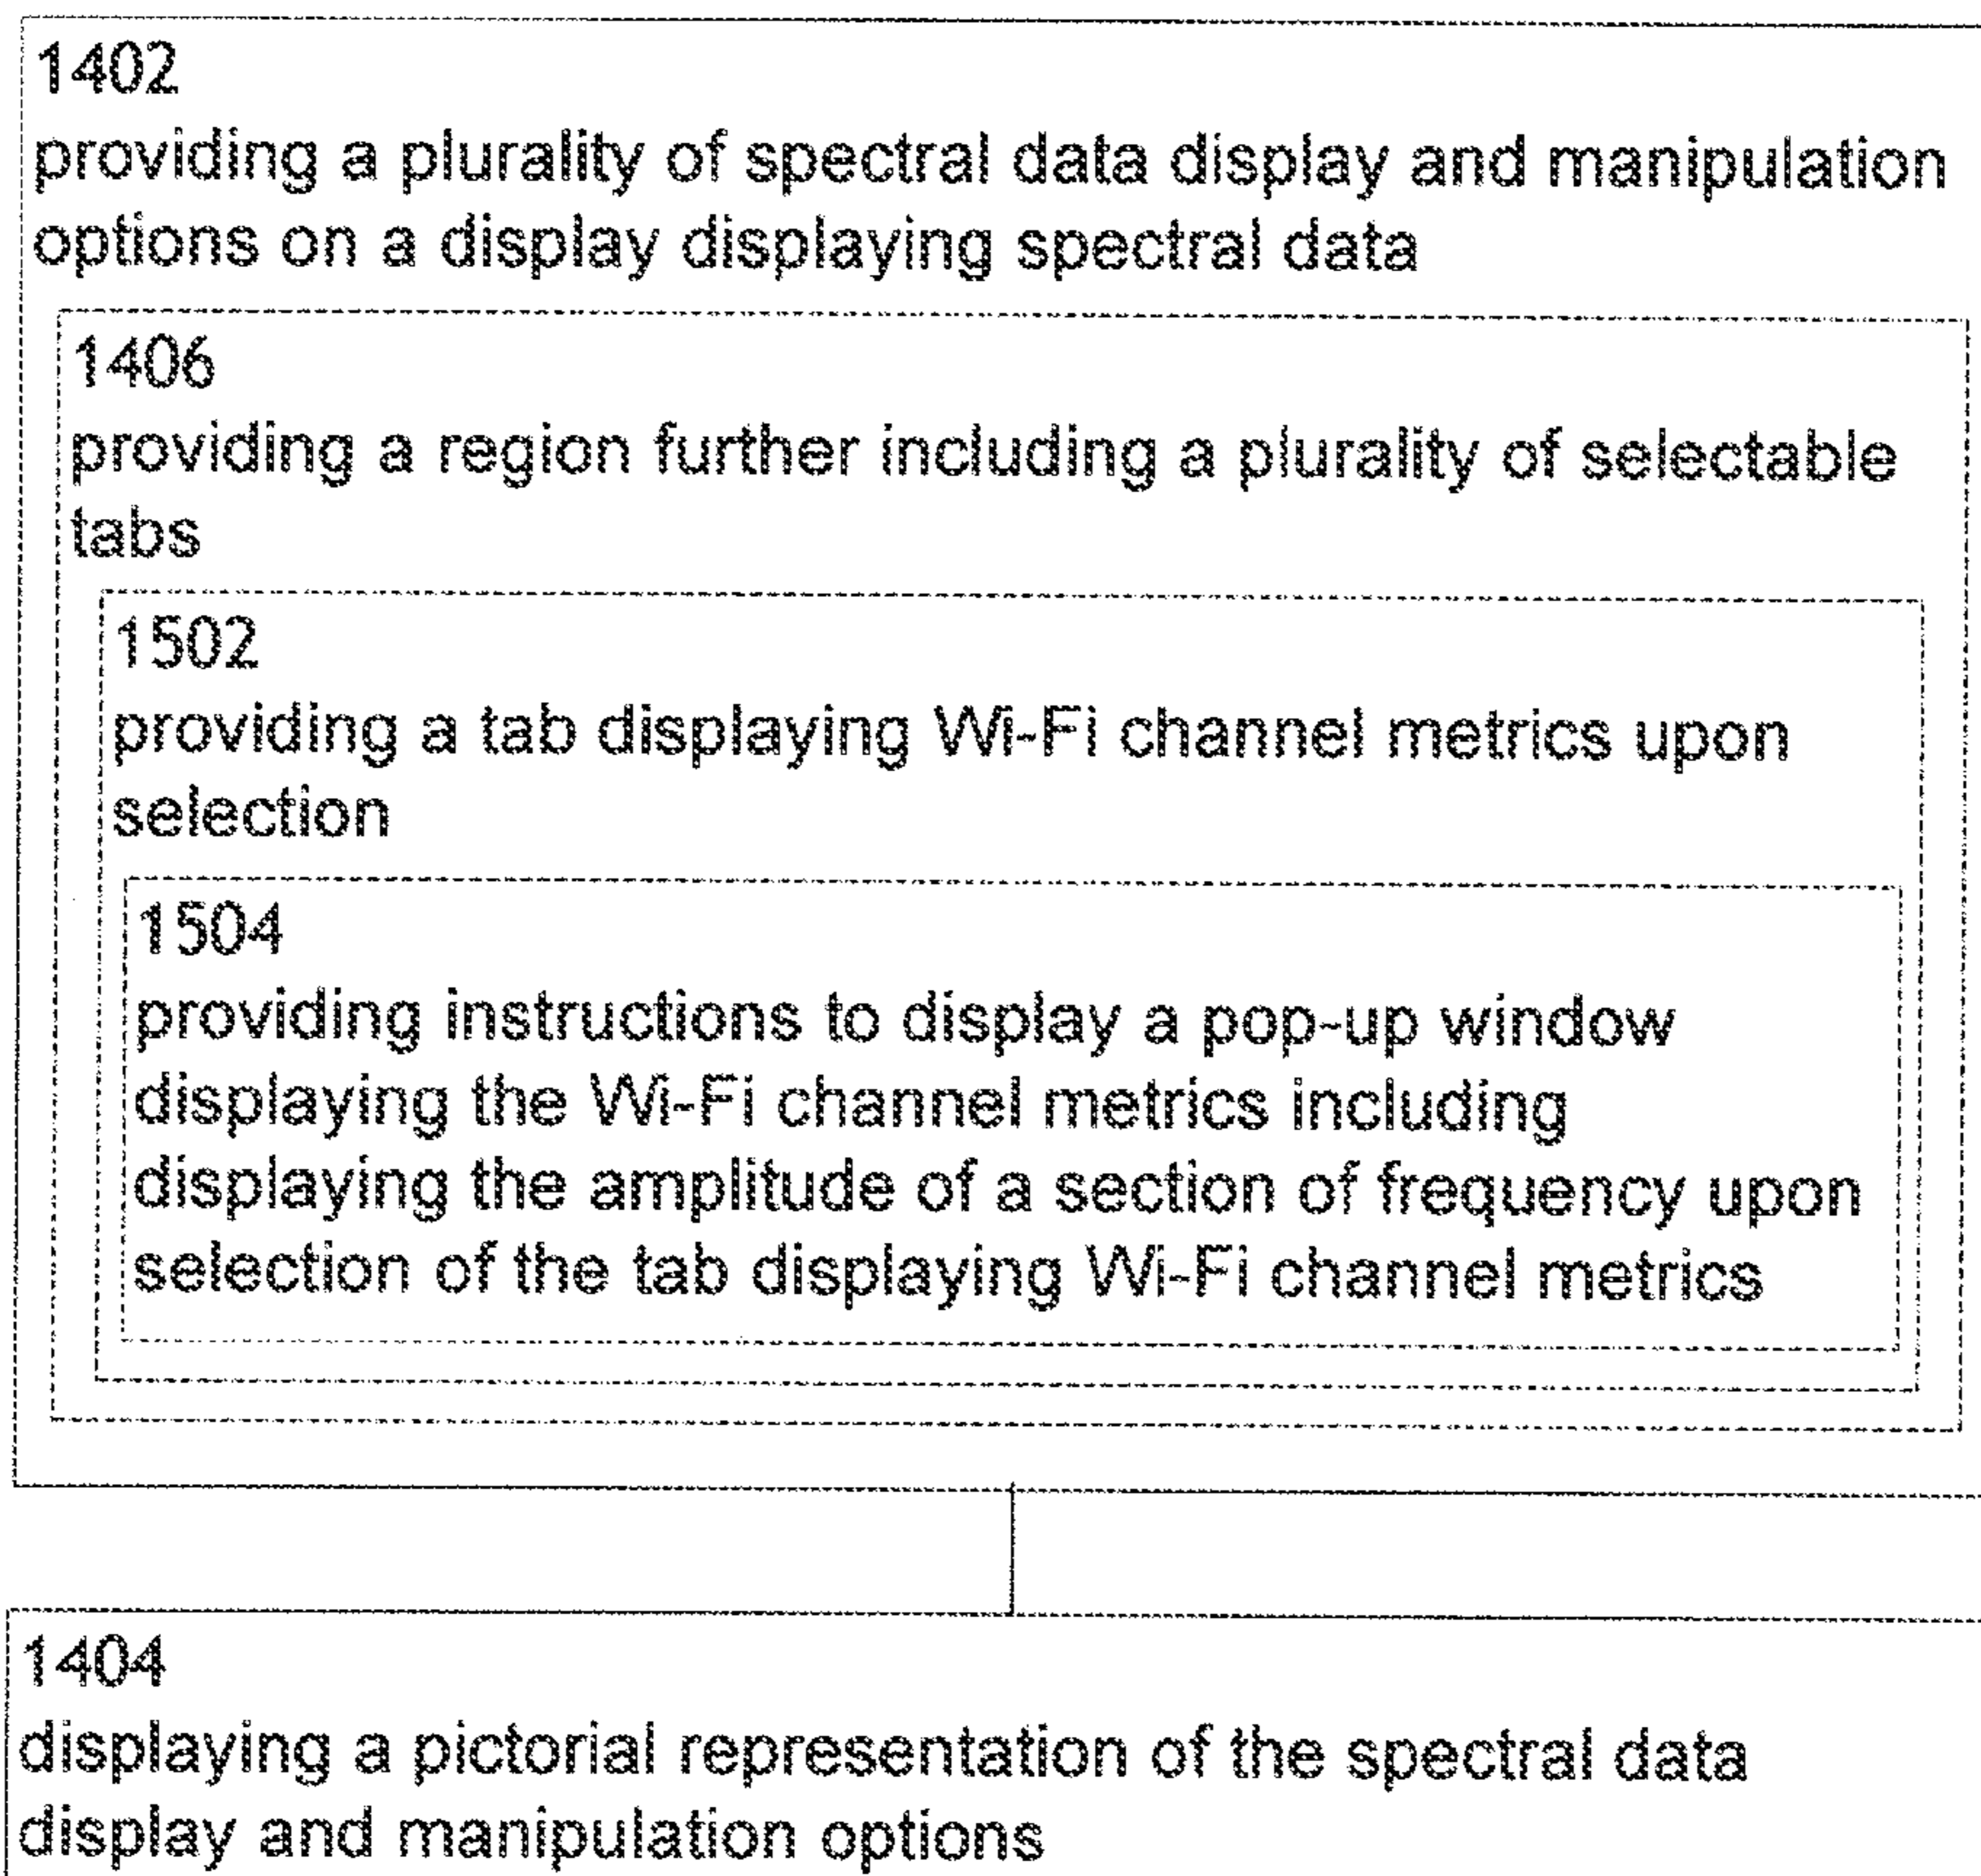 1402
providing a plurality of spectral data display and manipulation
options on a display displaying spectral data
1406
providing a region further including a plurality of selectable
tabs
1502
providing a tab displaying Wi-Fi channel metrics upon
selection
1504
providing instructions to display a pop-up window
displaying the Wi-Fi channel metrics including
displaying the amplitude of a section of frequency upon
selection of the tab displaying Wi-Fi channel metrics
1404
displaying a pictorial representation of the spectral data
display and manipulation options